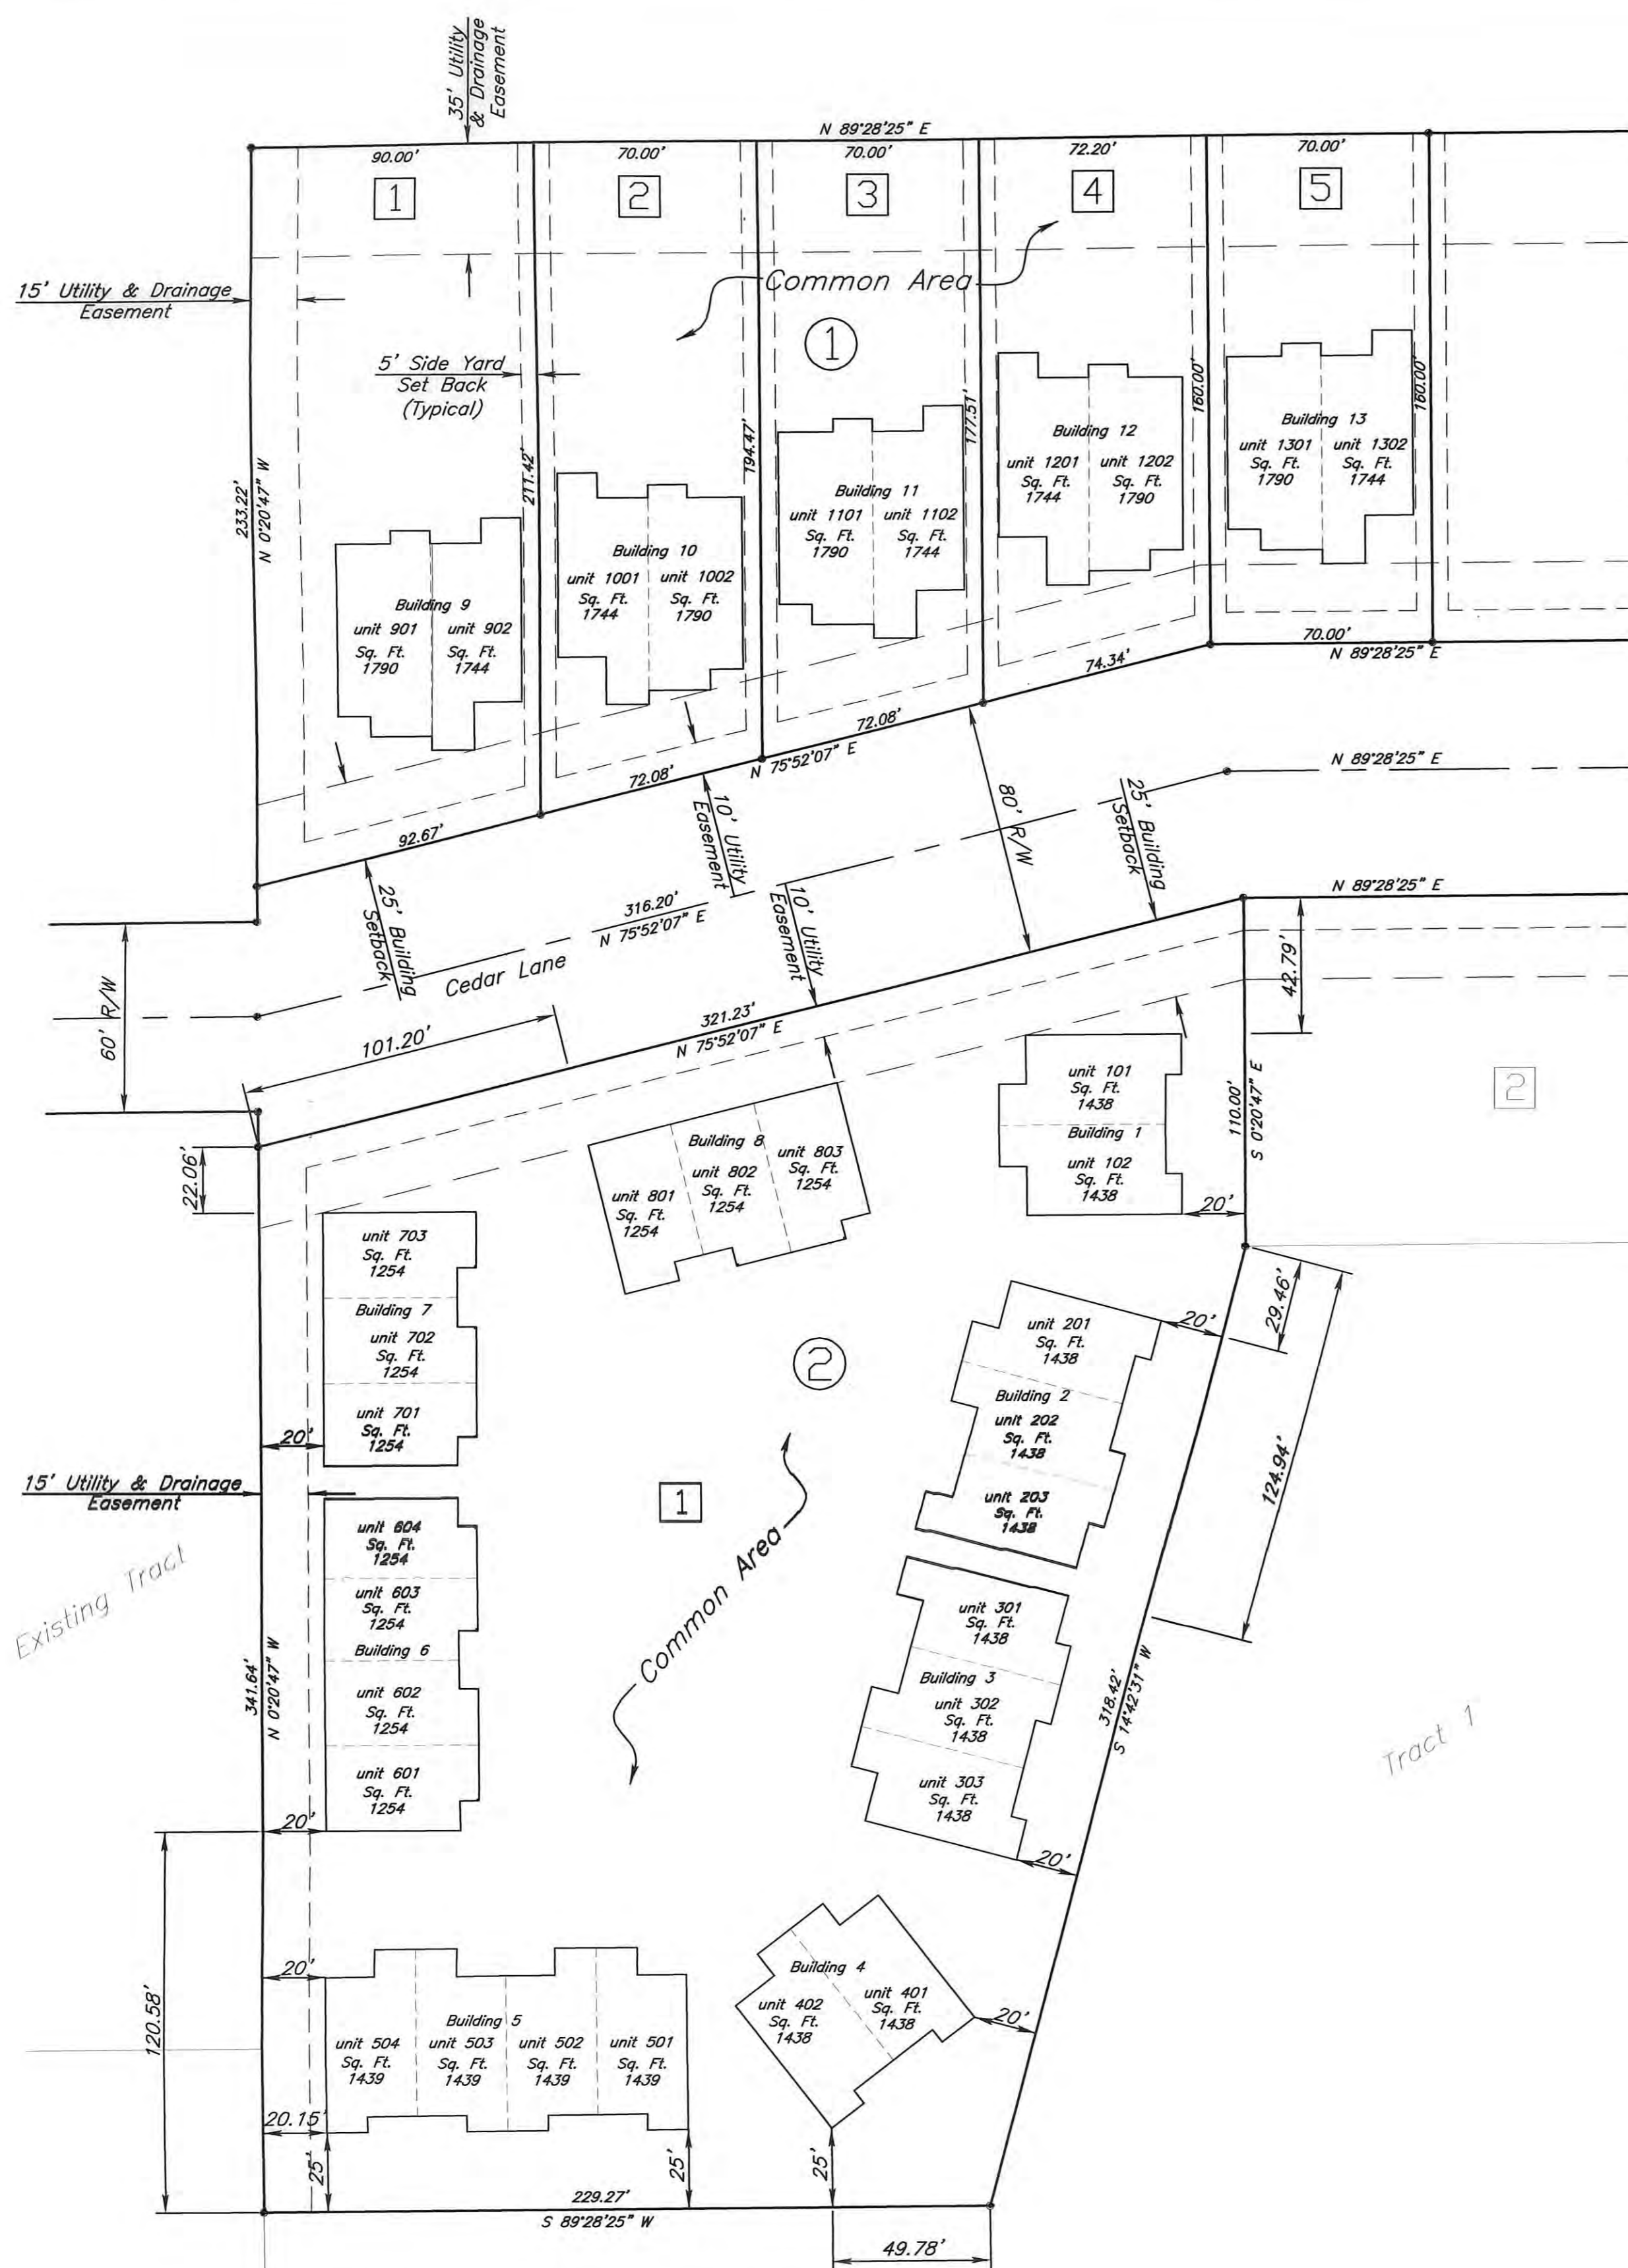 35' Utility
& Drainage
Easement
N 89°28'25" E
90.00'
70.00'
70.00'
72.20'
70.00'
1
2
3
4
5
15' Utility & Drainage
Easement
Common Area
1
5' Side Yard
Set Back
(Typical)
233.22'
N 0°20'47" W
211.42'
194.47'
177.51'
160.00'
160.00'
Building 9
unit 901
Sq. Ft.
1790
unit 902
Sq. Ft.
1744
Building 10
unit 1001
Sq. Ft.
1744
unit 1002
Sq. Ft.
1790
Building 11
unit 1101
Sq. Ft.
1790
unit 1102
Sq. Ft.
1744
Building 12
unit 1201
Sq. Ft.
1744
unit 1202
Sq. Ft.
1790
Building 13
unit 1301
Sq. Ft.
1790
unit 1302
Sq. Ft.
1744
92.67'
72.08'
72.08'
N 75°52'07" E
74.34'
70.00'
N 89°28'25" E
25' Building
Setback
10' Utility
Easement
80' R/W
25' Building
Setback
N 89°28'25" E
316.20'
N 75°52'07" E
10' Utility
Easement
Cedar Lane
N 89°28'25" E
60' R/W
101.20'
321.23'
N 75°52'07" E
42.79'
22.06'
110.00'
S 0°20'47" E
2
unit 101
Sq. Ft.
1438
Building 1
unit 102
Sq. Ft.
1438
20'
Building 8
unit 801
Sq. Ft.
1254
unit 802
Sq. Ft.
1254
unit 803
Sq. Ft.
1254
unit 703
Sq. Ft.
1254
Building 7
unit 702
Sq. Ft.
1254
unit 701
Sq. Ft.
1254
20'
2
unit 201
Sq. Ft.
1438
Building 2
unit 202
Sq. Ft.
1438
unit 203
Sq. Ft.
1438
20'
29.46'
124.94'
15' Utility & Drainage
Easement
1
Common Area
Existing Tract
unit 604
Sq. Ft.
1254
unit 603
Sq. Ft.
1254
Building 6
unit 602
Sq. Ft.
1254
unit 601
Sq. Ft.
1254
20'
341.64'
N 0°20'47" W
unit 301
Sq. Ft.
1438
Building 3
unit 302
Sq. Ft.
1438
unit 303
Sq. Ft.
1438
20'
318.42'
S 14°42'31" W
Tract 1
120.58'
20'
Building 5
unit 504
Sq. Ft.
1439
unit 503
Sq. Ft.
1439
unit 502
Sq. Ft.
1439
unit 501
Sq. Ft.
1439
20.15'
25'
25'
Building 4
unit 402
Sq. Ft.
1438
unit 401
Sq. Ft.
1438
20'
25'
229.27'
S 89°28'25" W
49.78'